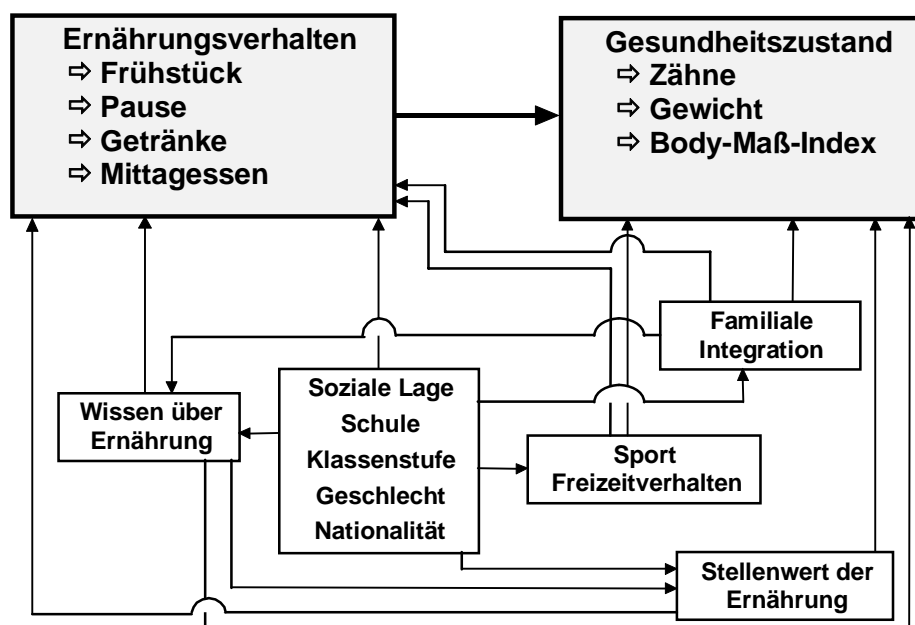 Ernährungsverhalten
⇨ Frühstück
⇨ Pause
⇨ Getränke
⇨ Mittagessen
Gesundheitszustand
⇨ Zähne
⇨ Gewicht
⇨ Body-Maß-Index
Familiale
Integration
Wissen über
Ernährung
Soziale Lage
Schule
Klassenstufe
Geschlecht
Nationalität
Sport
Freizeitverhalten
Stellenwert der
Ernährung